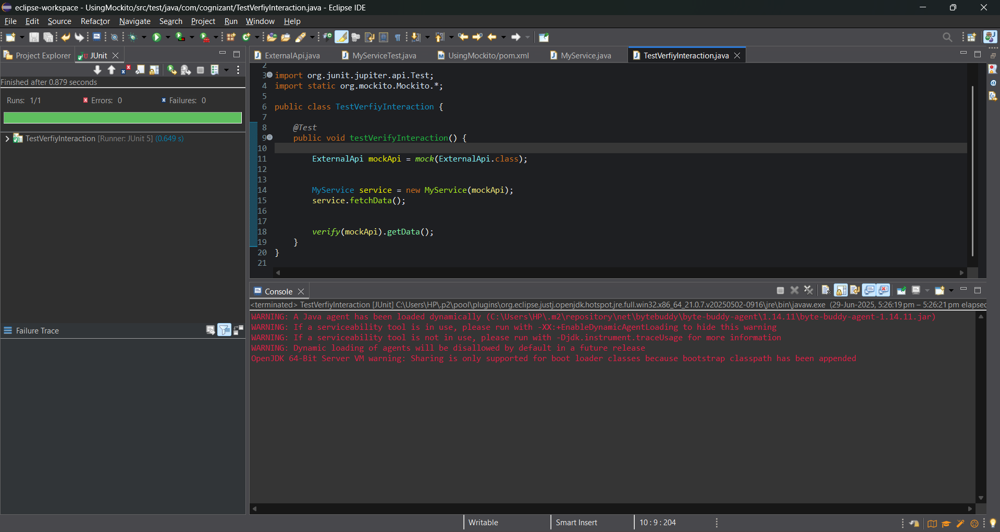 eclipse-workspace - UsingMockito/src/test/java/com/cognizant/TestVerfiyInteraction.java - Eclipse IDE
File Edit Source Refactor Navigate Search Project Run Window Help
Project Explorer JUnit
Finished after 0.879 seconds
Runs: 1/1 Errors: 0 Failures: 0
TestVerfiyInteraction [Runner: JUnit 5] (0.649 s)
Failure Trace
ExternalApi.java MyServiceTest.java UsingMockito/pom.xml MyService.java TestVerfiyInteraction.java
2
3 import org.junit.jupiter.api.Test;
4 import static org.mockito.Mockito.*;
5
6 public class TestVerfiyInteraction {
7
8 @Test
9 public void testVerifyInteraction() {
10
11 ExternalApi mockApi = mock(ExternalApi.class);
12
13
14 MyService service = new MyService(mockApi);
15 service.fetchData();
16
17
18 verify(mockApi).getData();
19 }
20 }
21
Console
<terminated> TestVerfiyInteraction [JUnit] C:\Users\HP\.p2\pool\plugins\org.eclipse.justj.openjdk.hotspot.jre.full.win32.x86_64_21.0.7.v20250502-0916\jre\bin\javaw.exe (29-Jun-2025, 5:26:19 pm – 5:26:21 pm elapsed
WARNING: A Java agent has been loaded dynamically (C:\Users\HP\.m2\repository\net\bytebuddy\byte-buddy-agent\1.14.11\byte-buddy-agent-1.14.11.jar)
WARNING: If a serviceability tool is in use, please run with -XX:+EnableDynamicAgentLoading to hide this warning
WARNING: If a serviceability tool is not in use, please run with -Djdk.instrument.traceUsage for more information
WARNING: Dynamic loading of agents will be disallowed by default in a future release
OpenJDK 64-Bit Server VM warning: Sharing is only supported for boot loader classes because bootstrap classpath has been appended
Writable Smart Insert 10 : 9 : 204